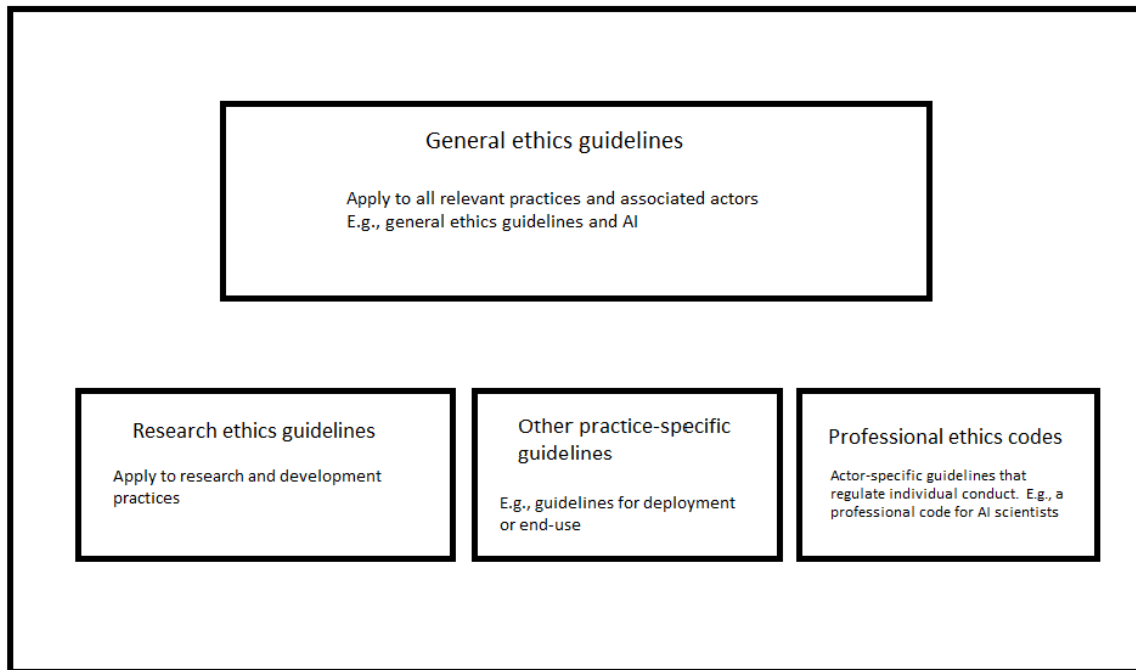 General ethics guidelines
Apply to all relevant practices and associated actors
E.g., general ethics guidelines and AI
Research ethics guidelines
Apply to research and development
practices
Other practice-specific
guidelines
E.g., guidelines for deployment
or end-use
Professional ethics codes
Actor-specific guidelines that
regulate individual conduct.  E.g., a
professional code for AI scientists